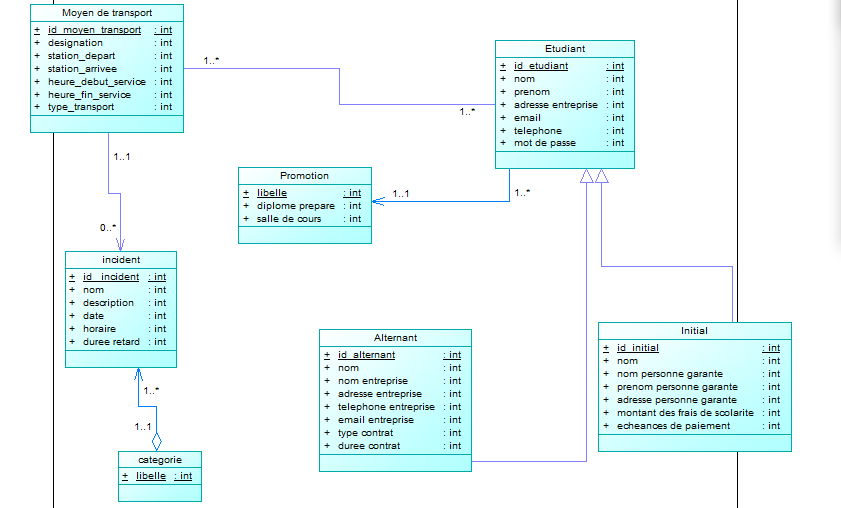 Moyen de transport
+ id_moyen_transport : int
+ designation : int
+ station_depart : int
+ station_arrivee : int
+ heure_debut_service : int
+ heure_fin_service : int
+ type_transport : int
1..*
1..*
Etudiant
+ id_etudiant : int
+ nom : int
+ prenom : int
+ adresse entreprise : int
+ email : int
+ telephone : int
+ mot de passe : int
1..1
0..*
Promotion
+ libelle : int
+ diplome prepare : int
+ salle de cours : int
1..1
1..*
incident
+ id_incident : int
+ nom : int
+ description : int
+ date : int
+ horaire : int
+ duree retard : int
1..*
1..1
categorie
+ libelle : int
Alternant
+ id_alternant : int
+ nom : int
+ nom entreprise : int
+ adresse entreprise : int
+ telephone entreprise : int
+ email entreprise : int
+ type contrat : int
+ duree contrat : int
Initial
+ id_initial : int
+ nom : int
+ nom personne garante : int
+ prenom personne garante : int
+ adresse personne garante : int
+ montant des frais de scolarite : int
+ echeances de paiement : int